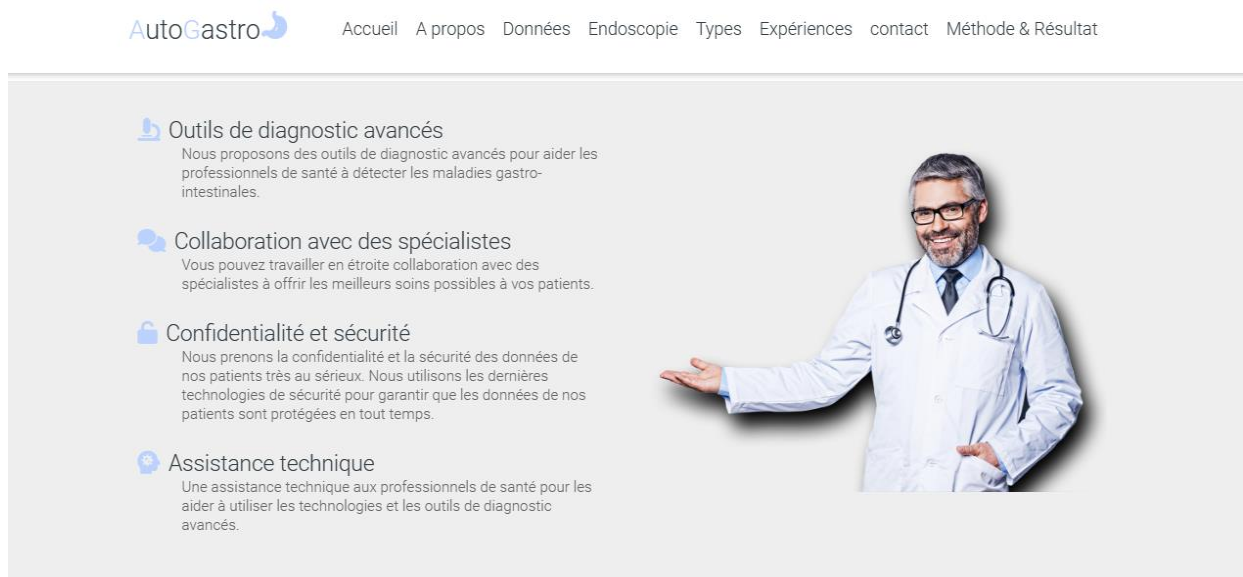 AutoGastro Accueil A propos Données Endoscopie Types Expériences contact Méthode & Résultat
Outils de diagnostic avancés
Nous proposons des outils de diagnostic avancés pour aider les
professionnels de santé à détecter les maladies gastro-
intestinales.
Collaboration avec des spécialistes
Vous pouvez travailler en étroite collaboration avec des
spécialistes à offrir les meilleurs soins possibles à vos patients.
Confidentialité et sécurité
Nous prenons la confidentialité et la sécurité des données de
nos patients très au sérieux. Nous utilisons les dernières
technologies de sécurité pour garantir que les données de nos
patients sont protégées en tout temps.
Assistance technique
Une assistance technique aux professionnels de santé pour les
aider à utiliser les technologies et les outils de diagnostic
avancés.